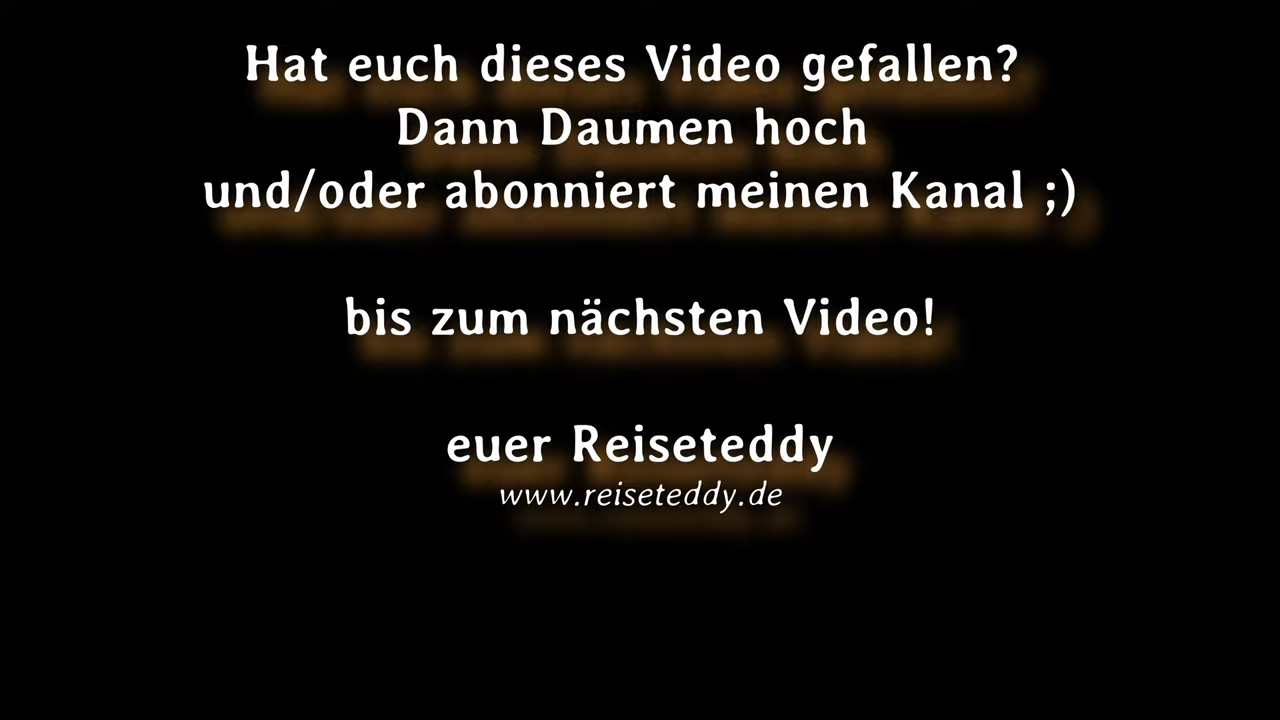 Hat euch dieses Video gefallen?
Dann Daumen hoch
und/oder abonniert meinen Kanal ;)
bis zum nächsten Video!
euer Reiseteddy
www.reiseteddy.de